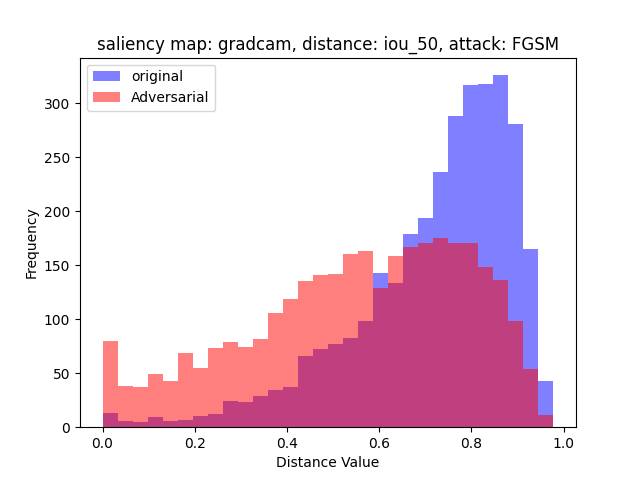 saliency map: gradcam, distance: iou_50, attack: FGSM
original
Adversarial
Frequency
300
250
200
150
100
50
0
0.0 0.2 0.4 0.6 0.8 1.0
Distance Value